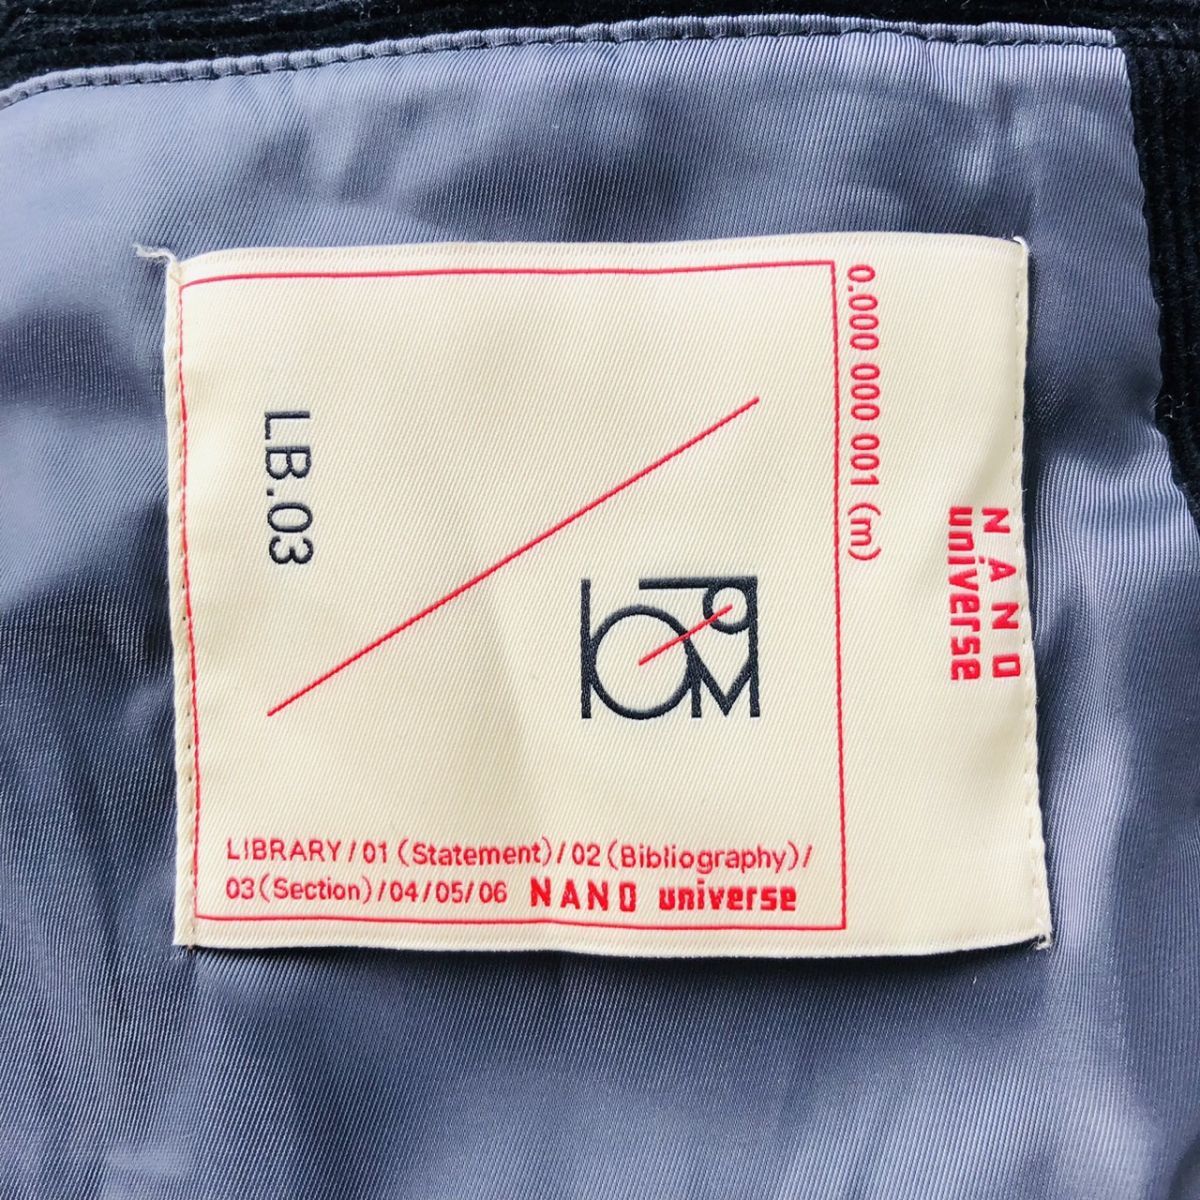 0.000 000 001 (m)
NANO
universe
LB.03
LIBRARY/01 (Statement)/02 (Bibliography)/
03 (Section)/04/05/06 NANO universe